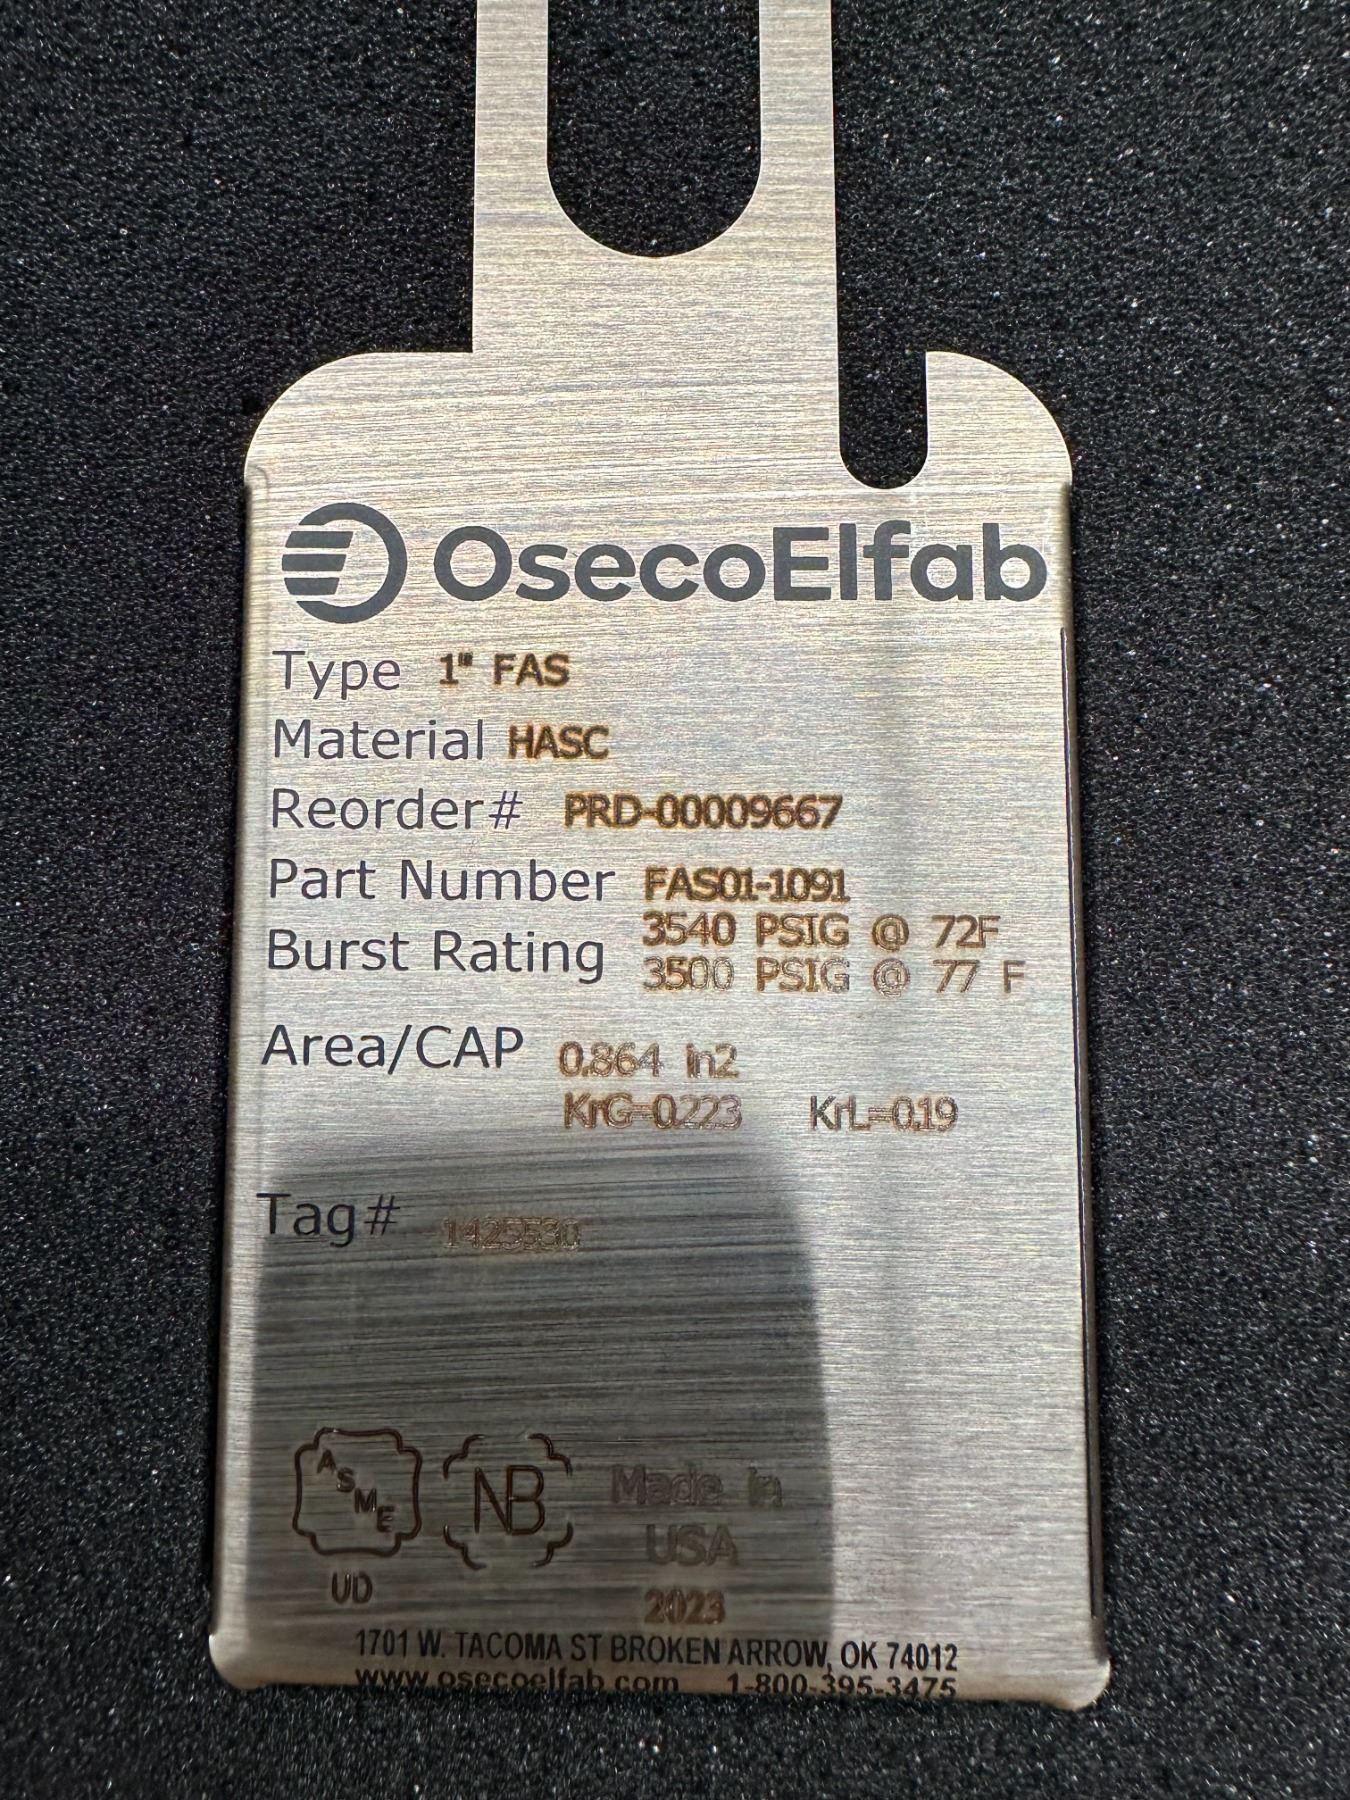 OsecoElfab
Type 1" FAS
Material HASC
Reorder# PRD-00009667
Part Number FAS01-1091
Burst Rating 3540 PSIG @ 72F
3500 PSIG @ 77 F
Area/CAP 0.864 in2
KrG=0.223 KrL=0.19
Tag# 1425530
ASME NB Made in
USA
UD 2023
1701 W. TACOMA ST BROKEN ARROW, OK 74012
www.osecoelfab.com 1-800-395-3475